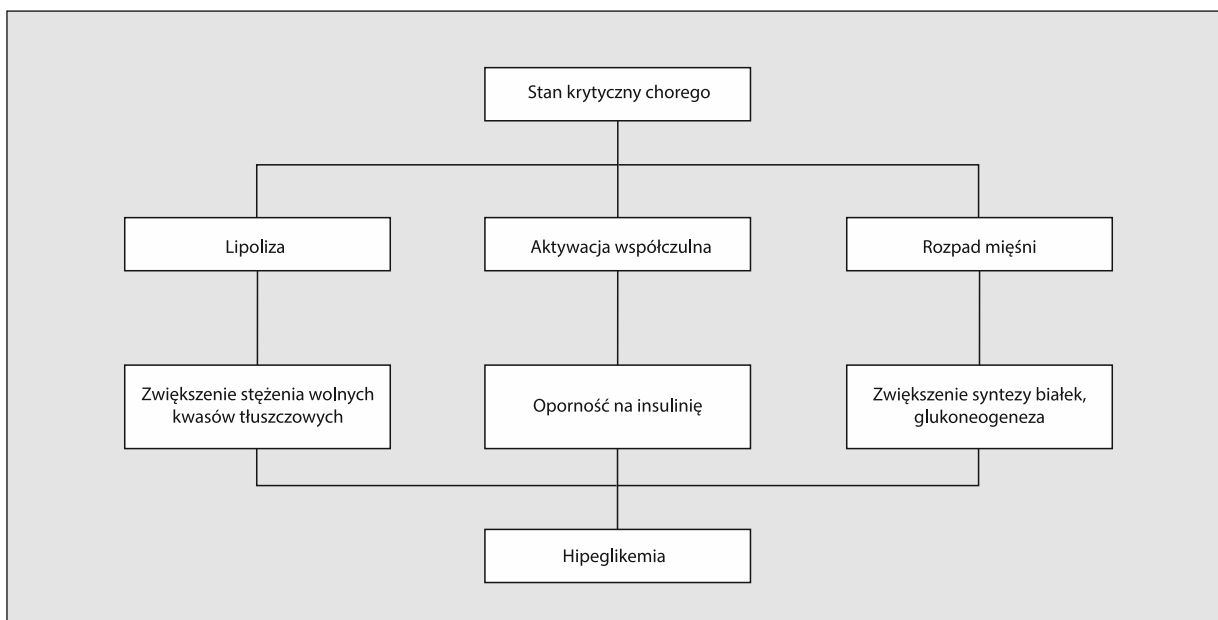 Stan krytyczny chorego
Lipoliza
Aktywacja współczulna
Rozpad mięśni
Zwiększenie stężenia wolnych
kwasów tłuszczowych
Oporność na insulinię
Zwiększenie syntezy białek,
glukoneogeneza
Hipeglikemia